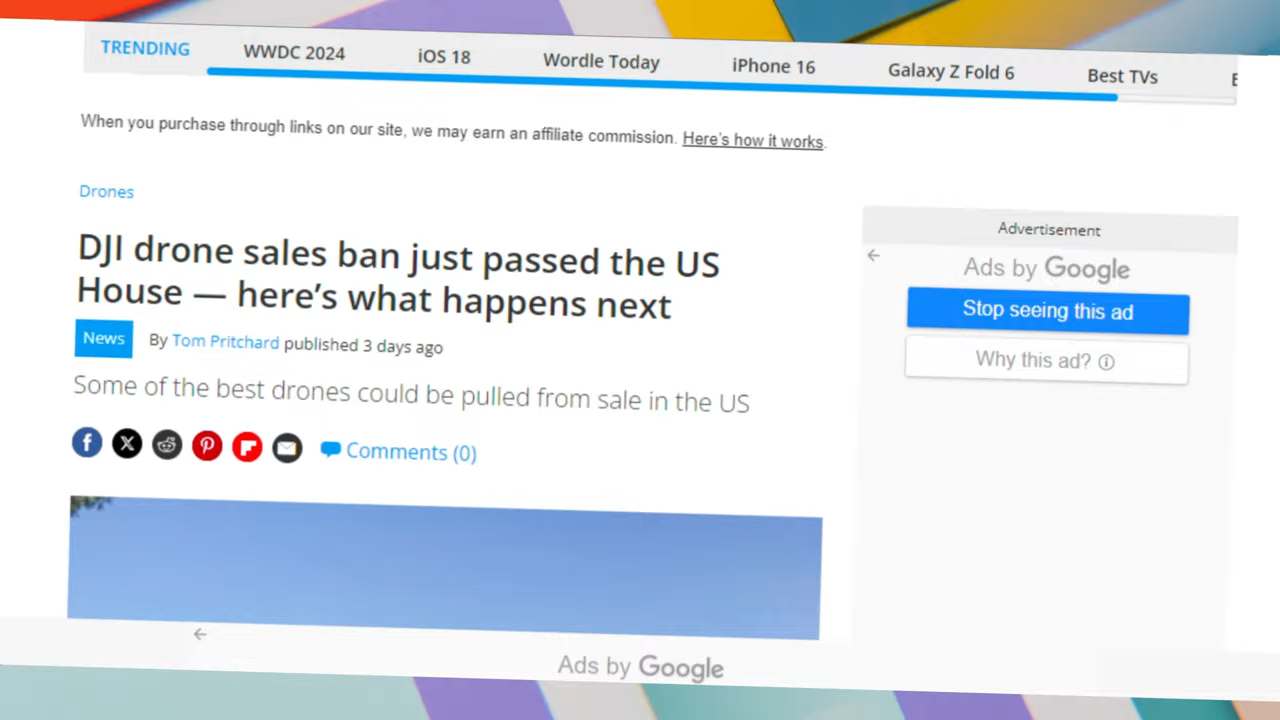 TRENDING WWDC 2024 iOS 18 Wordle Today iPhone 16 Galaxy Z Fold 6 Best TVs
When you purchase through links on our site, we may earn an affiliate commission. Here's how it works.
Drones
DJI drone sales ban just passed the US
House — here's what happens next
News By Tom Pritchard published 3 days ago
Some of the best drones could be pulled from sale in the US
Comments (0)
Advertisement
Ads by Google
Stop seeing this ad
Why this ad?
Ads by Google